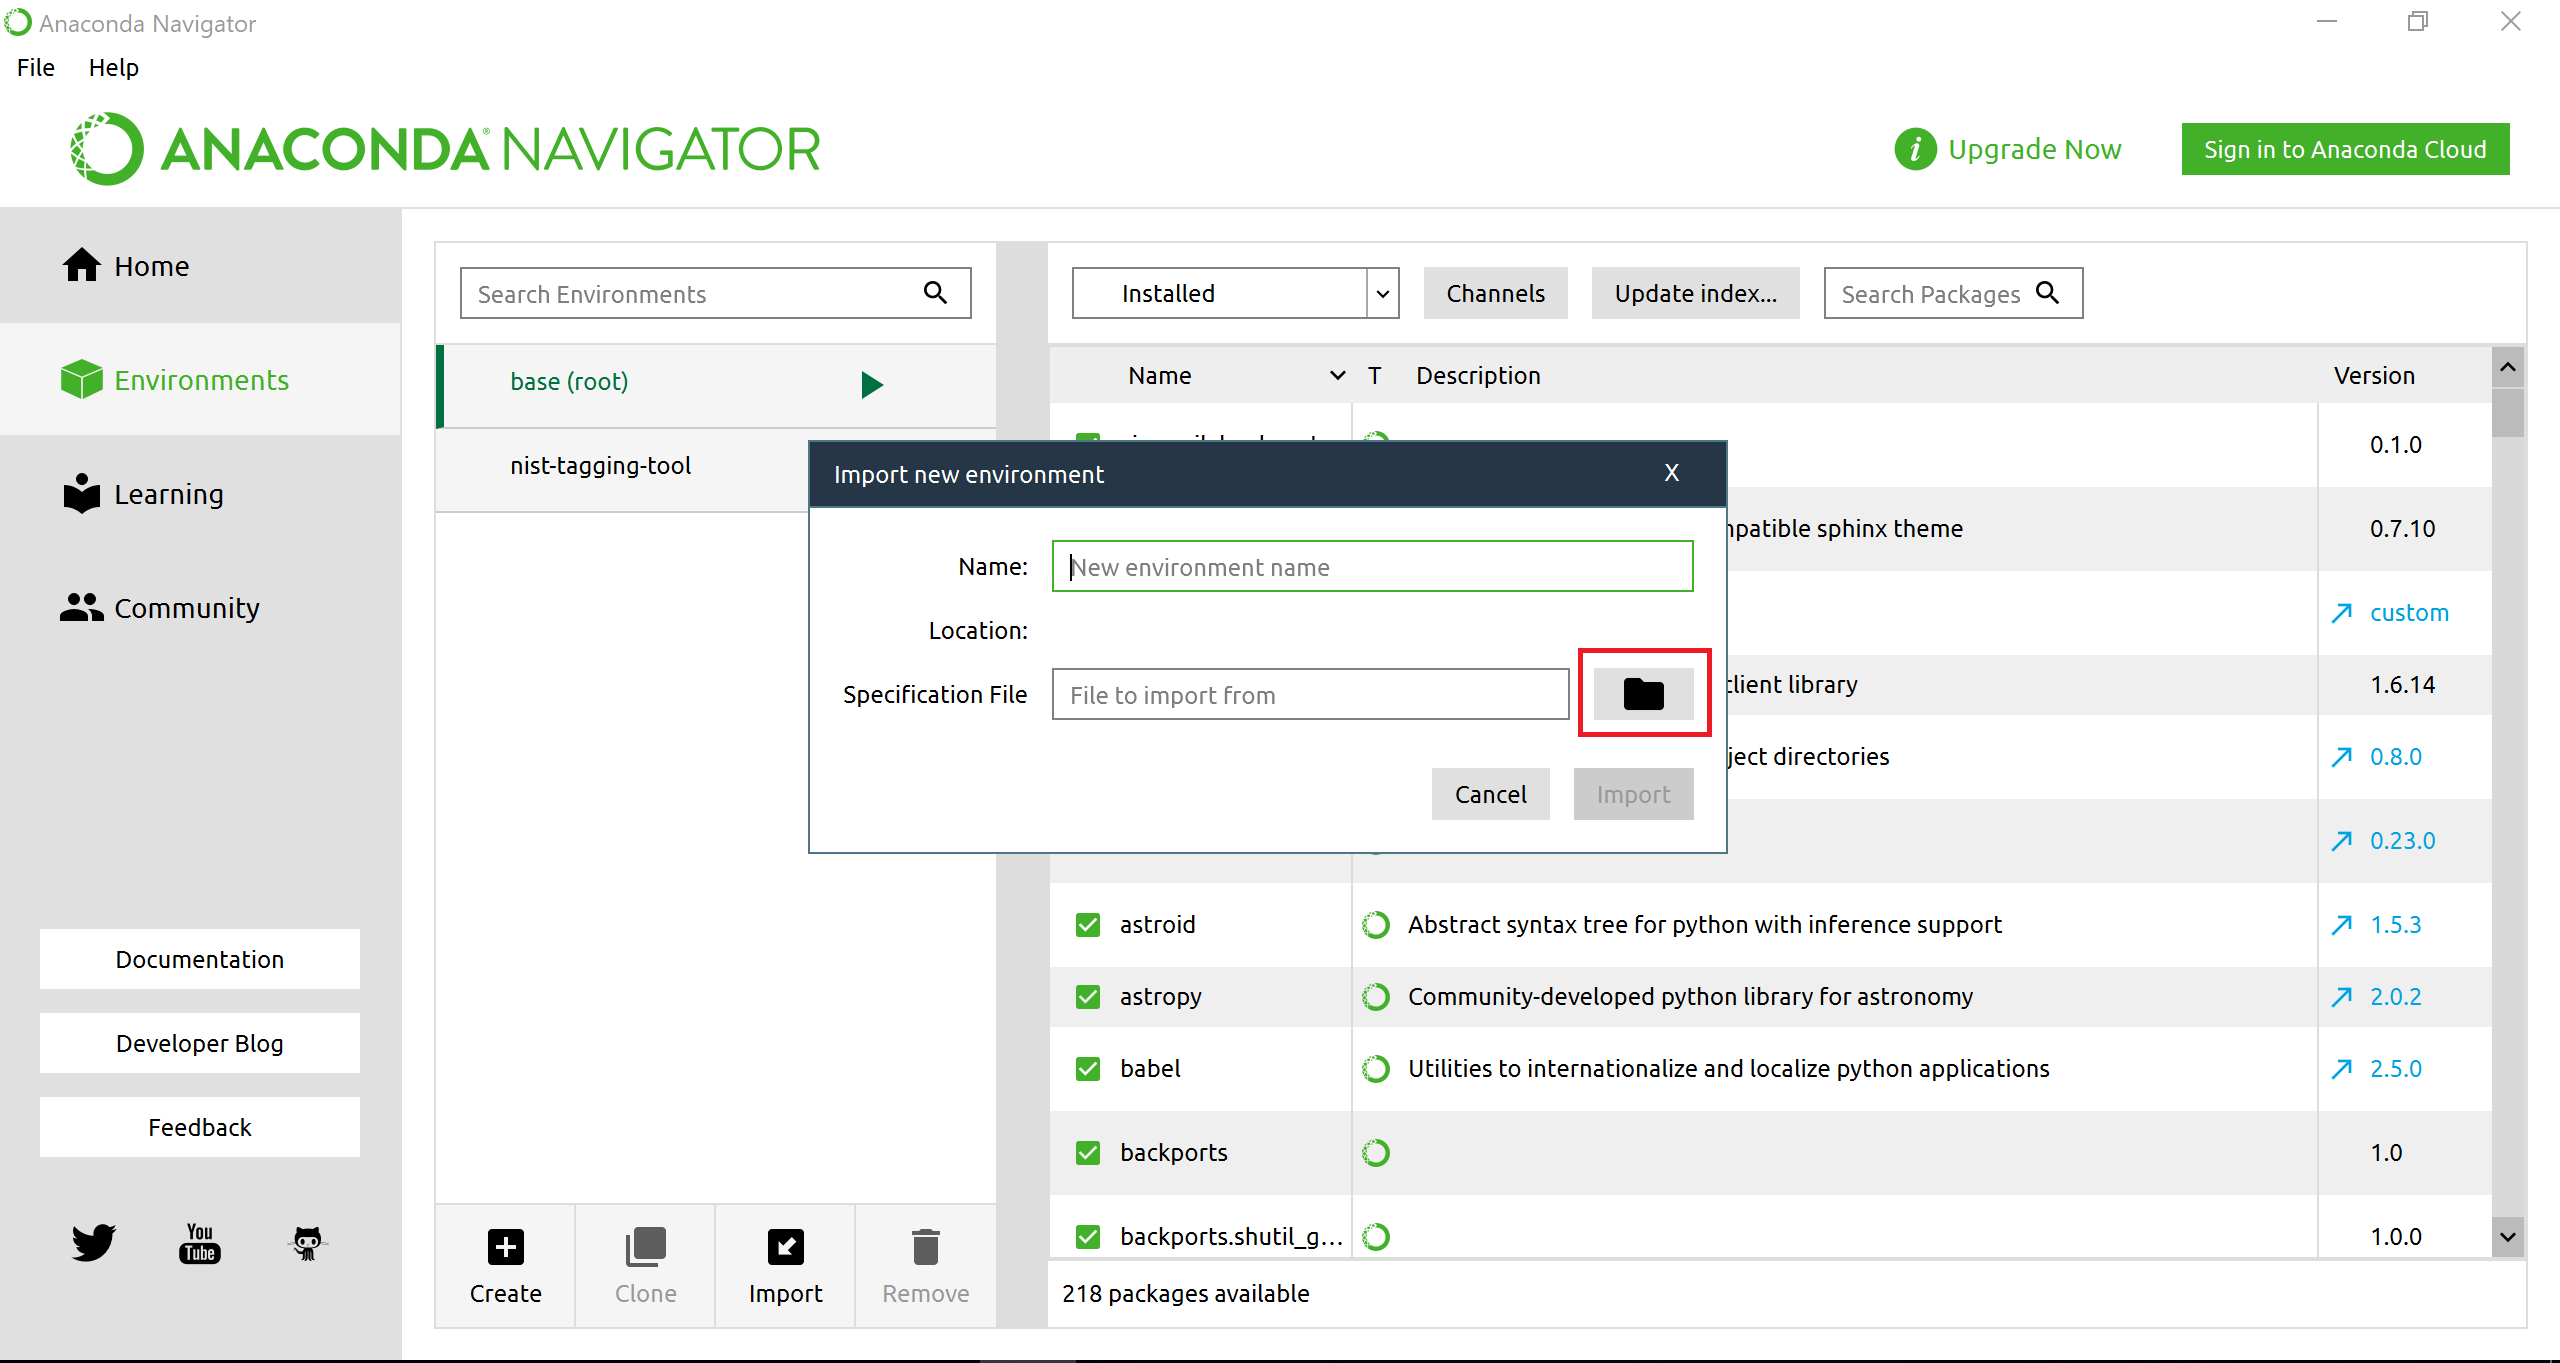 Anaconda Navigator
File Help
ANACONDA® NAVIGATOR
i Upgrade Now
Sign in to Anaconda Cloud
Home
Environments
Learning
Community
Documentation
Developer Blog
Feedback
You Tube
Search Environments
base (root)
nist-tagging-tool
Create Clone Import Remove
Installed Channels Update index... Search Packages
Name T Description Version
0.1.0
sphinx theme 0.7.10
custom
library 1.6.14
directories 0.8.0
0.23.0
astroid Abstract syntax tree for python with inference support 1.5.3
astropy Community-developed python library for astronomy 2.0.2
babel Utilities to internationalize and localize python applications 2.5.0
backports 1.0
backports.shutil_g... 1.0.0
218 packages available
Import new environment X
Name: New environment name
Location:
Specification File File to import from
Cancel Import